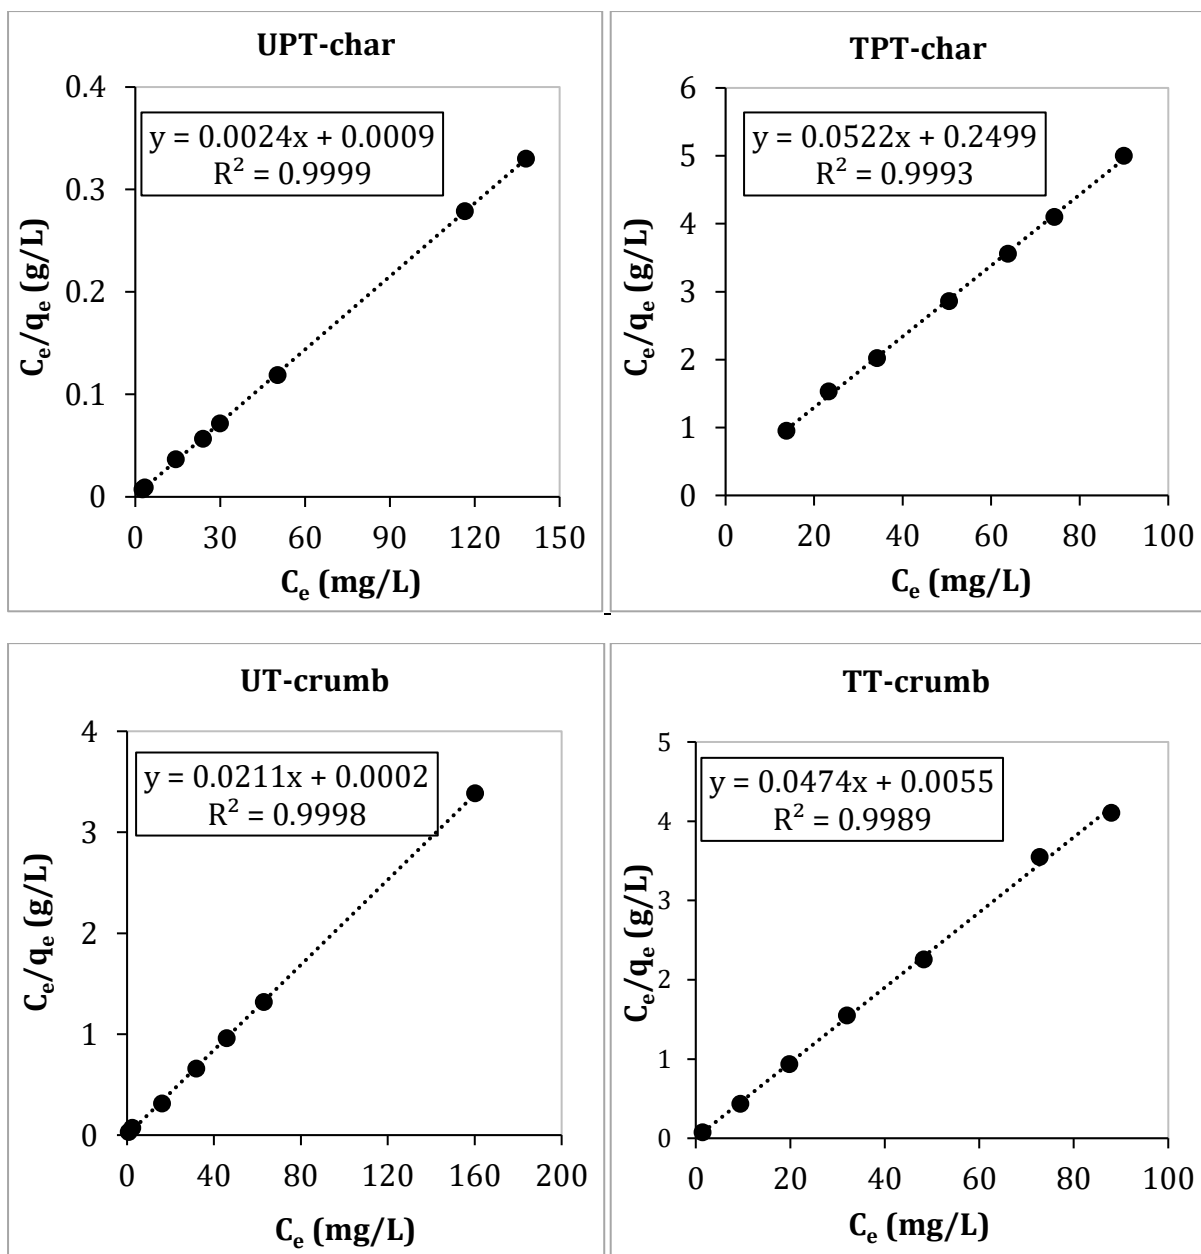 UPT-char
y = 0.0024x + 0.0009
R² = 0.9999
0.4
0.3
0.2
0.1
0
Cₑ/qₑ (g/L)
0 30 60 90 120 150
Cₑ (mg/L)
TPT-char
y = 0.0522x + 0.2499
R² = 0.9993
6
5
4
3
2
1
0
Cₑ/qₑ (g/L)
0 20 40 60 80 100
Cₑ (mg/L)
UT-crumb
y = 0.0211x + 0.0002
R² = 0.9998
4
3
2
1
0
Cₑ/qₑ (g/L)
0 40 80 120 160 200
Cₑ (mg/L)
TT-crumb
y = 0.0474x + 0.0055
R² = 0.9989
5
4
3
2
1
0
Cₑ/qₑ (g/L)
0 20 40 60 80 100
Cₑ (mg/L)